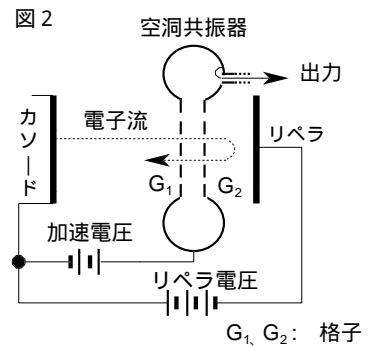 図2
空洞共振器
出力
カソード
電子流
リペラ
G₁
G₂
加速電圧
リペラ電圧
G₁、G₂： 格子